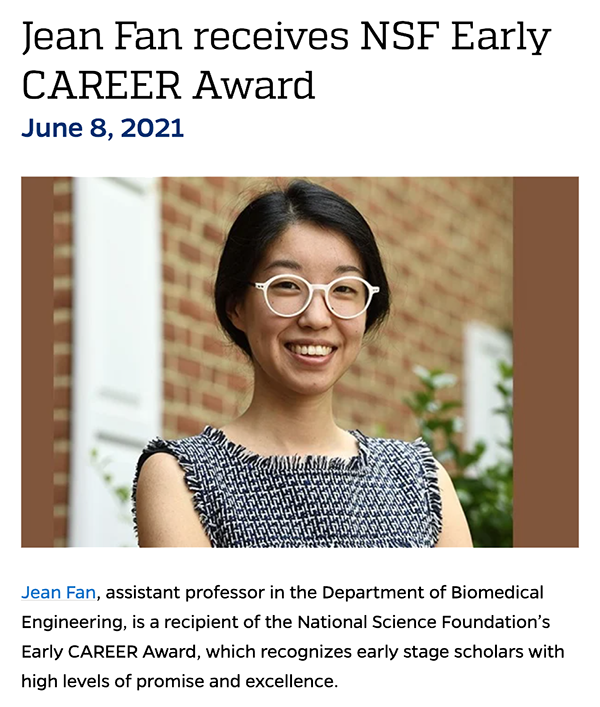 Jean Fan receives NSF Early
CAREER Award
June 8, 2021
Jean Fan, assistant professor in the Department of Biomedical
Engineering, is a recipient of the National Science Foundation’s
Early CAREER Award, which recognizes early stage scholars with
high levels of promise and excellence.